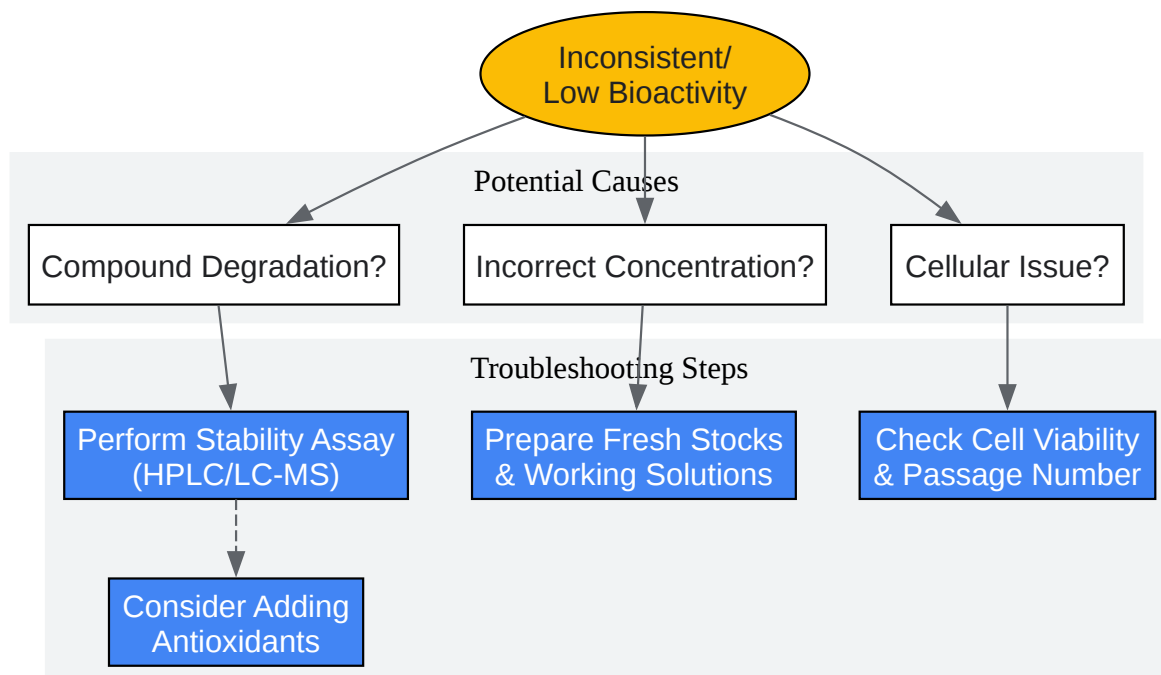 Inconsistent/
Low Bioactivity
Potential Causes
Compound Degradation?
Incorrect Concentration?
Cellular Issue?
Troubleshooting Steps
Perform Stability Assay
(HPLC/LC-MS)
Prepare Fresh Stocks
& Working Solutions
Check Cell Viability
& Passage Number
Consider Adding
Antioxidants